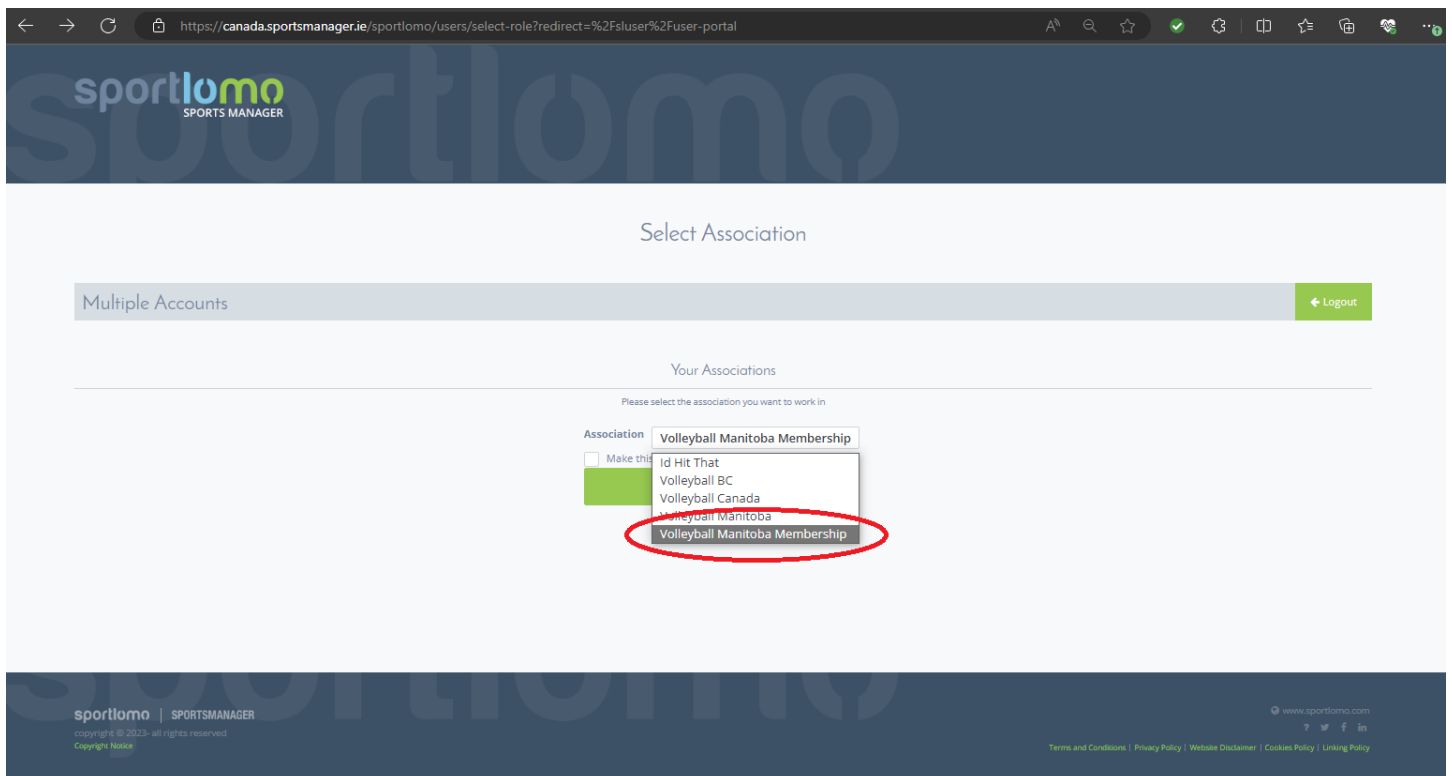 https://canada.sportsmanager.ie/sportlomo/users/select-role?redirect=%2Fsluser%2Fuser-portal
sportlomo
SPORTS MANAGER
Select Association
Multiple Accounts
Logout
Your Associations
Please select the association you want to work in
Association Volleyball Manitoba Membership
Make this
Id Hit That
Volleyball BC
Volleyball Canada
Volleyball Manitoba
Volleyball Manitoba Membership
sportlomo | SPORTSMANAGER
www.sportlomo.com
copyright © 2023- all rights reserved
Copyright Notice
Terms and Conditions | Privacy Policy | Website Disclaimer | Cookies Policy | Linking Policy